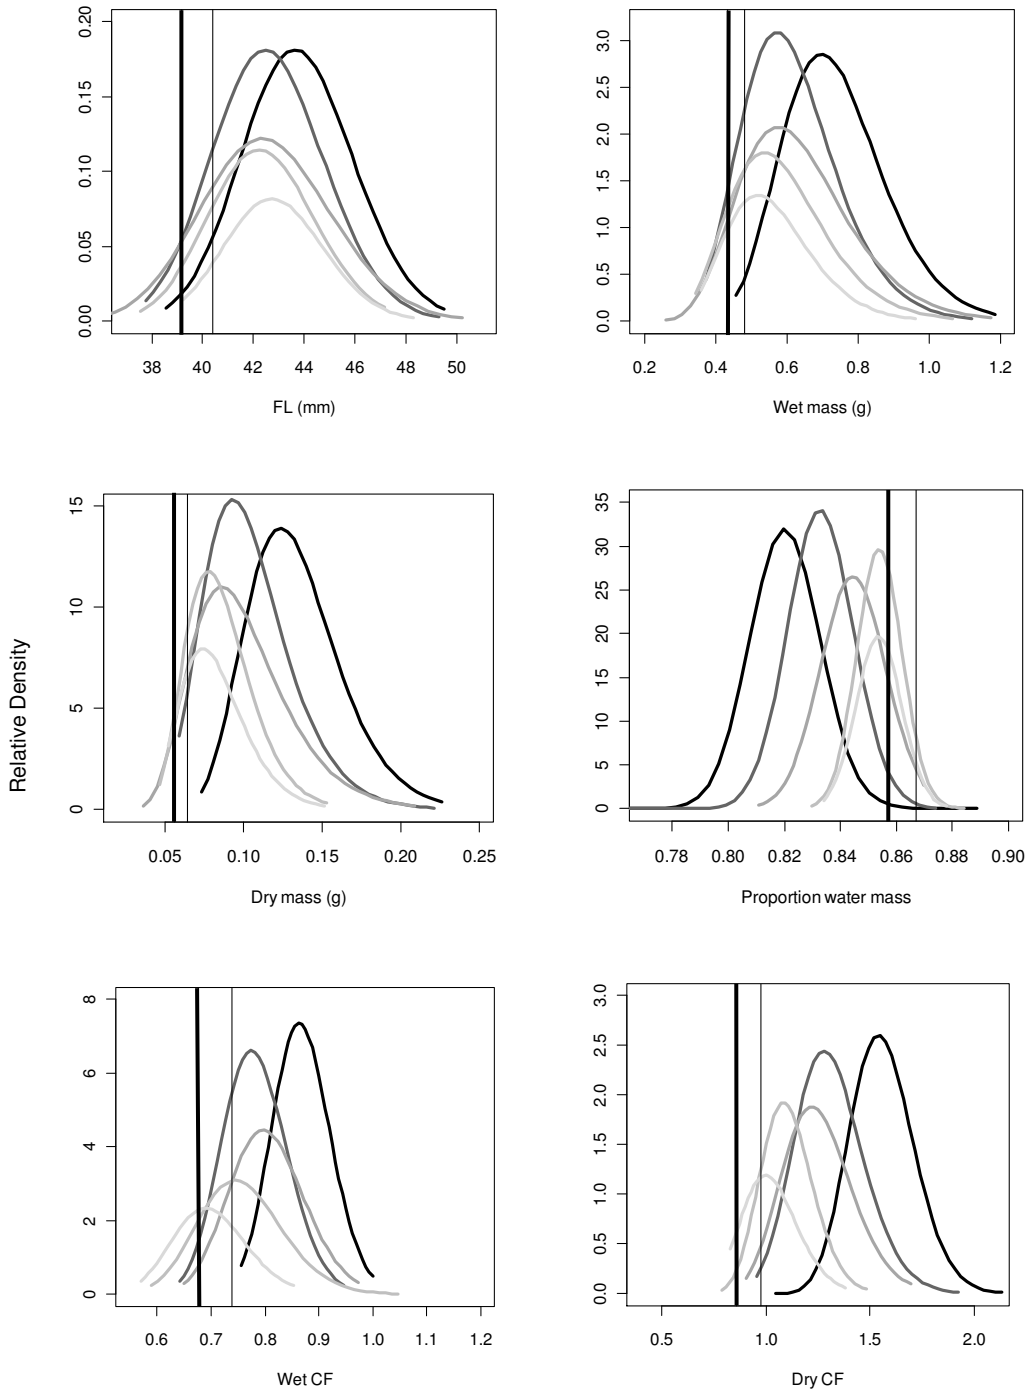 0.00 0.05 0.10 0.15 0.20
38 40 42 44 46 48 50
FL (mm)
0.0 0.5 1.0 1.5 2.0 2.5 3.0
0.2 0.4 0.6 0.8 1.0 1.2
Wet mass (g)
Relative Density
0 5 10 15
0.05 0.10 0.15 0.20 0.25
Dry mass (g)
0 5 10 15 20 25 30 35
0.78 0.80 0.82 0.84 0.86 0.88 0.90
Proportion water mass
0 2 4 6 8
0.6 0.7 0.8 0.9 1.0 1.1 1.2
Wet CF
0.0 0.5 1.0 1.5 2.0 2.5 3.0
0.5 1.0 1.5 2.0
Dry CF